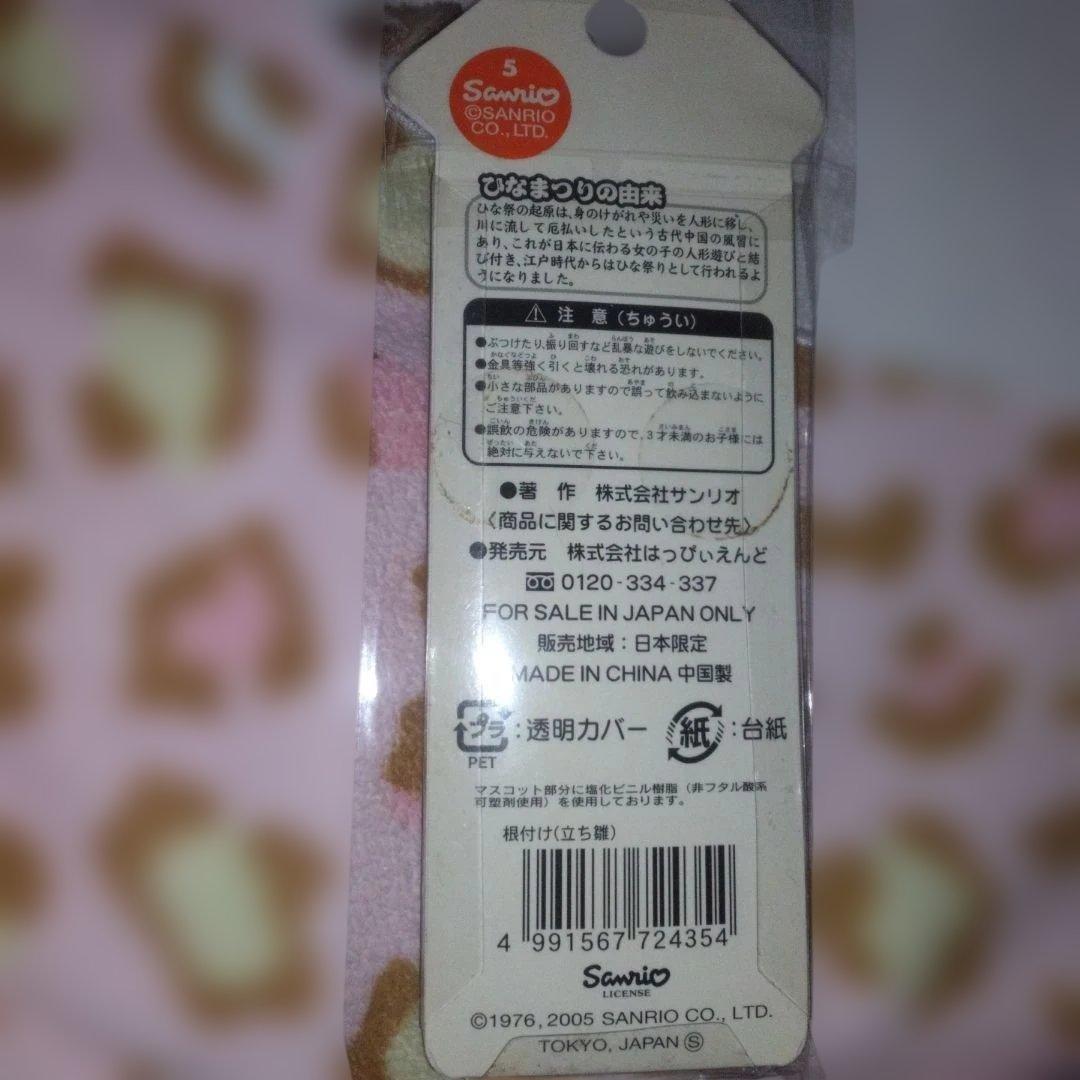 5
Sanrio
©SANRIO
CO., LTD.
ひなまつりの由来
ひな祭の起原は、身のけがれや災いを人形に移し、
川に流して厄払いしたという古代中国の風習に
あり、これが日本に伝わる女の子の人形遊びと結
び付き、江戸時代からはひな祭りとして行われるよ
うになりました。
⚠ 注 意 (ちゅうい)
●ぶつけたり、振り回すなど乱暴な遊びをしないでください。
●金具等強く引くと壊れる恐れがあります。
●小さな部品がありますので誤って飲み込まないように
ご注意下さい。
●誤飲の危険がありますので、3才未満のお子様には
絶対に与えないで下さい。
●著 作 株式会社サンリオ
〈商品に関するお問い合わせ先〉
●発売元 株式会社はっぴぃえんど
0120-334-337
FOR SALE IN JAPAN ONLY
販売地域:日本限定
MADE IN CHINA 中国製
プラ:透明カバー 紙:台紙
PET
マスコット部分に塩化ビニル樹脂(非フタル酸系
可塑剤使用)を使用しております。
根付け(立ち雛)
4 991567 724354
Sanrio
LICENSE
©1976, 2005 SANRIO CO., LTD.
TOKYO, JAPAN Ⓢ